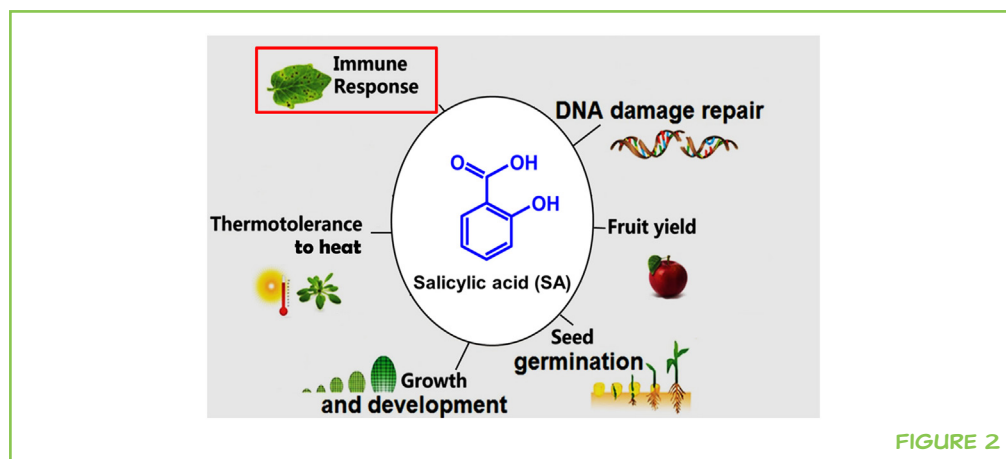 Immune
Response
DNA damage repair
O
OH
OH
Thermotolerance
to heat
Fruit yield
Salicylic acid (SA)
Seed
germination
Growth
and development
FIGURE 2